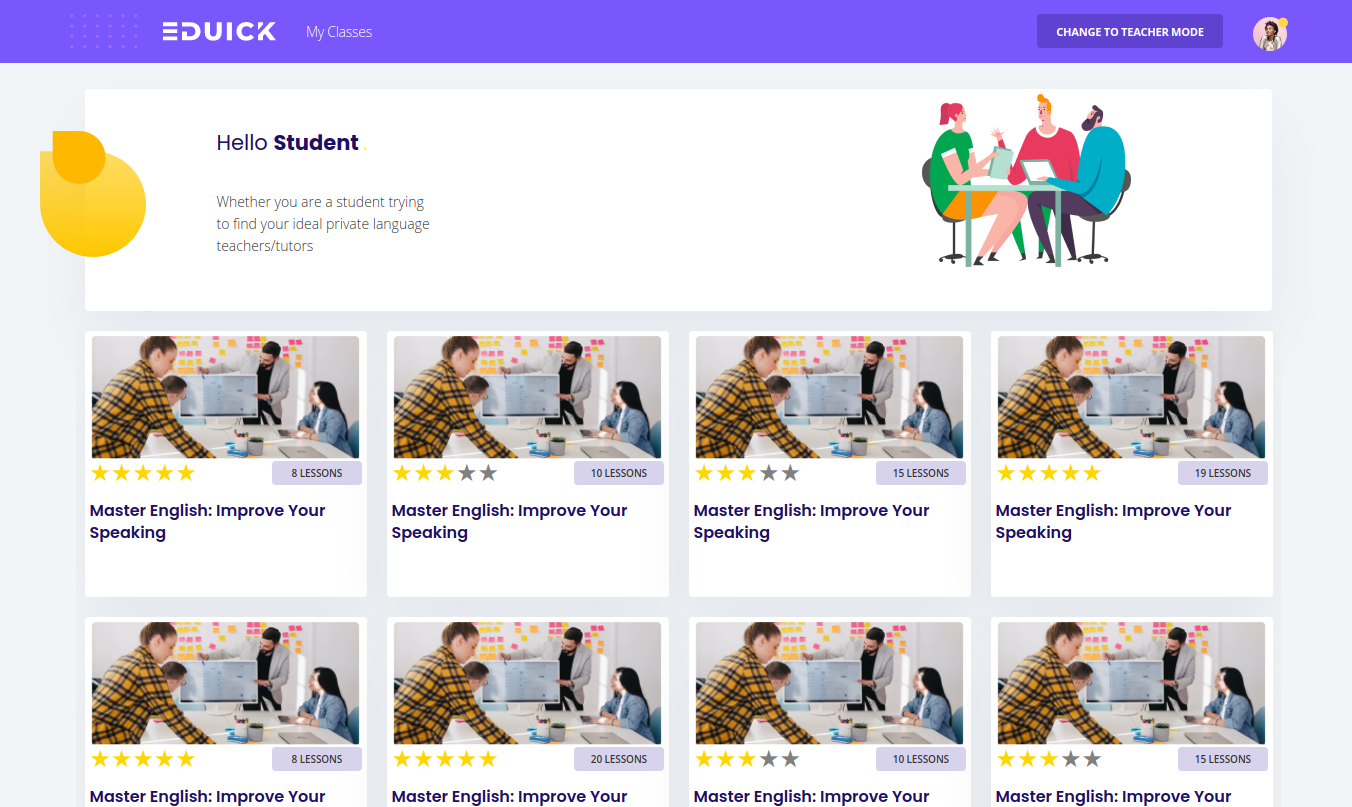 EDUICK
My Classes
CHANGE TO TEACHER MODE
Hello Student.
Whether you are a student trying
to find your ideal private language
teachers/tutors
8 LESSONS
10 LESSONS
15 LESSONS
19 LESSONS
Master English: Improve Your
Speaking
Master English: Improve Your
Speaking
Master English: Improve Your
Speaking
Master English: Improve Your
Speaking
8 LESSONS
20 LESSONS
10 LESSONS
15 LESSONS
Master English: Improve Your
Master English: Improve Your
Master English: Improve Your
Master English: Improve Your